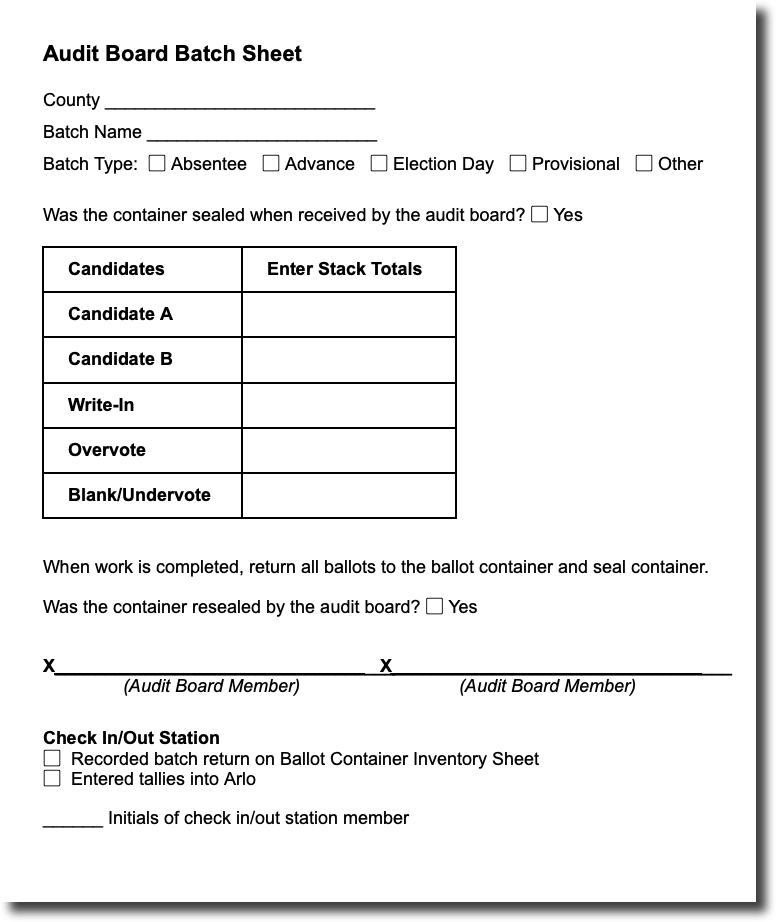 Audit Board Batch Sheet
County ___________________________
Batch Name _______________________
Batch Type: ☐ Absentee ☐ Advance ☐ Election Day ☐ Provisional ☐ Other
Was the container sealed when received by the audit board? ☐ Yes
Candidates Enter Stack Totals
Candidate A
Candidate B
Write-In
Overvote
Blank/Undervote
When work is completed, return all ballots to the ballot container and seal container.
Was the container resealed by the audit board? ☐ Yes
X_______________________________ X__________________________________
(Audit Board Member) (Audit Board Member)
Check In/Out Station
☐ Recorded batch return on Ballot Container Inventory Sheet
☐ Entered tallies into Arlo
______ Initials of check in/out station member